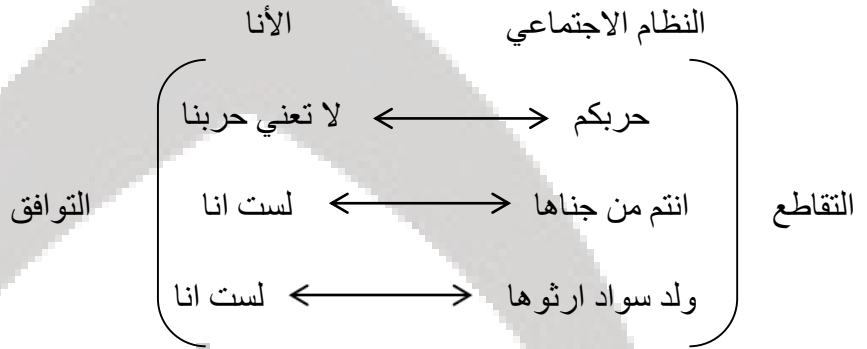 النظام الاجتماعي الأنا
حربكم لا تعني حربنا
التقاطع انتم من جناها لست انا التوافق
ولد سواد ارثوها لست انا